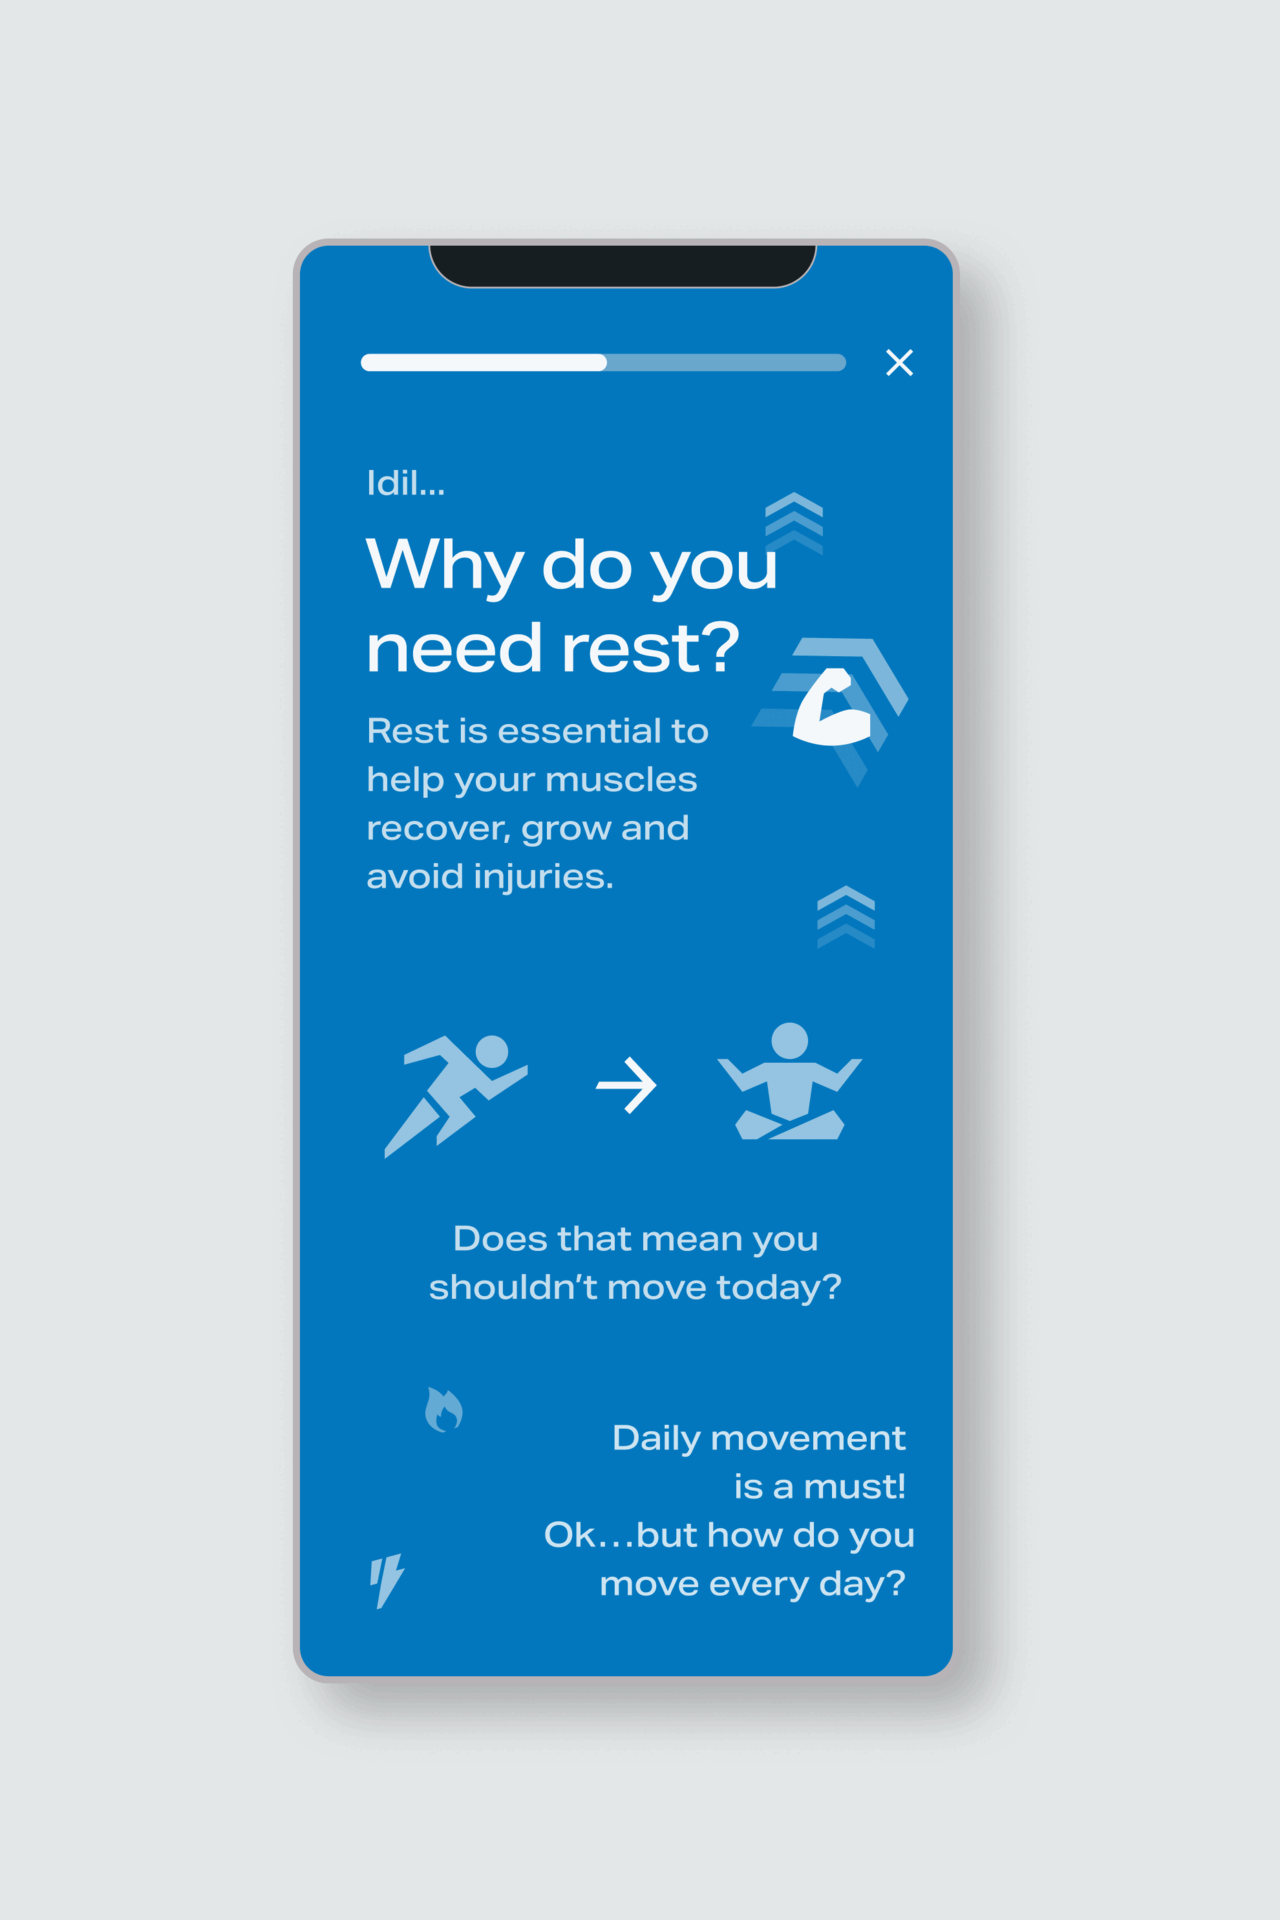 Idil...
Why do you
need rest?
Rest is essential to
help your muscles
recover, grow and
avoid injuries.
Does that mean you
shouldn't move today?
Daily movement
is a must!
Ok...but how do you
move every day?